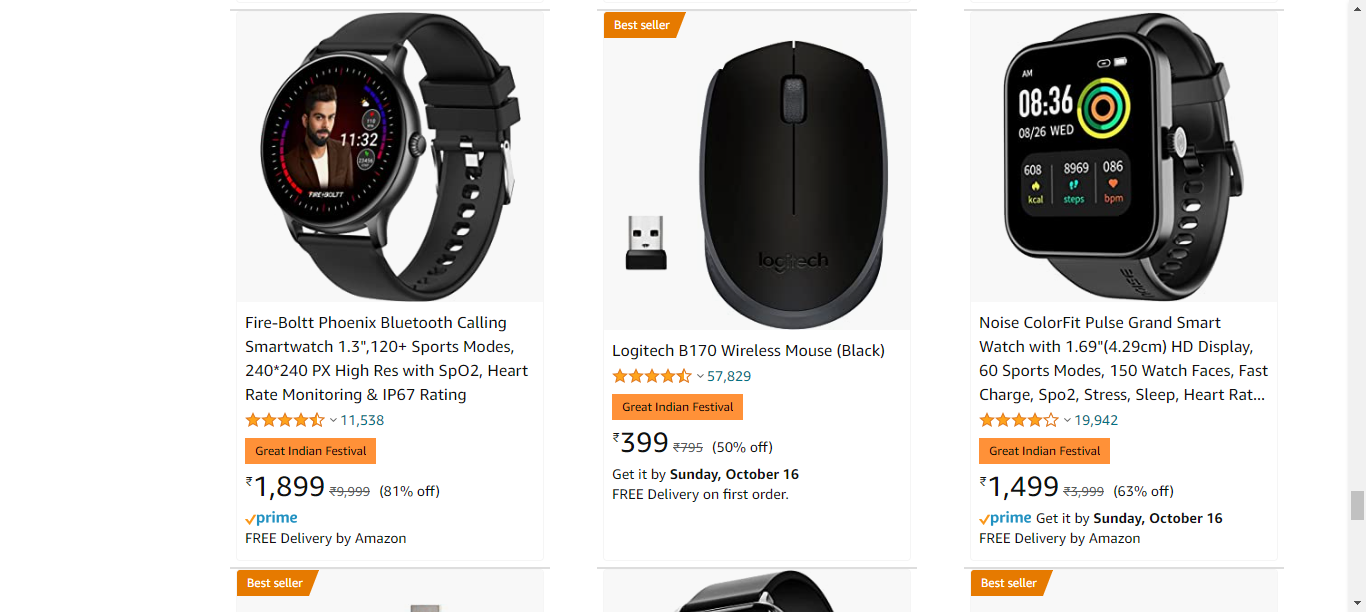 11:32
FIRE-BOLTT
Fire-Boltt Phoenix Bluetooth Calling
Smartwatch 1.3",120+ Sports Modes,
240*240 PX High Res with SpO2, Heart
Rate Monitoring & IP67 Rating
11,538
Great Indian Festival
₹1,899 ₹9,999 (81% off)
prime
FREE Delivery by Amazon
Best seller
logitech
Logitech B170 Wireless Mouse (Black)
57,829
Great Indian Festival
₹399 ₹795 (50% off)
Get it by Sunday, October 16
FREE Delivery on first order.
AM
08:36
08/26 WED
608 8969 086
kcal steps bpm
noise
Noise ColorFit Pulse Grand Smart
Watch with 1.69"(4.29cm) HD Display,
60 Sports Modes, 150 Watch Faces, Fast
Charge, Spo2, Stress, Sleep, Heart Rat...
19,942
Great Indian Festival
₹1,499 ₹3,999 (63% off)
prime Get it by Sunday, October 16
FREE Delivery by Amazon
Best seller
Best seller